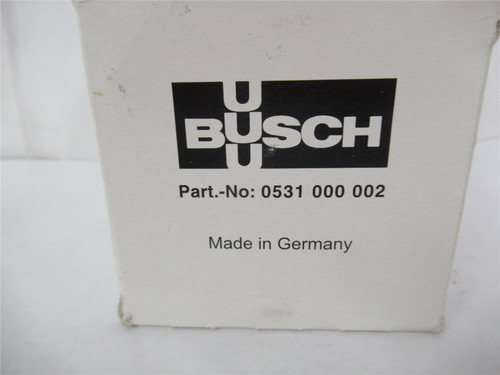 U
BUSCH
U
Part.-No: 0531 000 002
Made in Germany